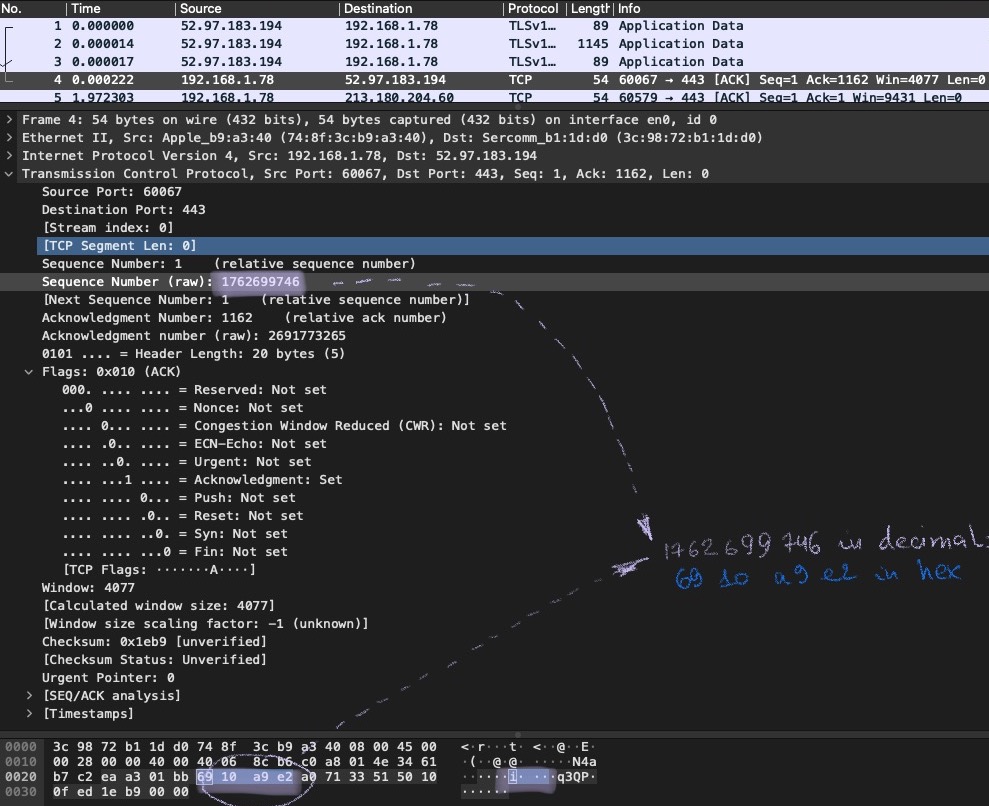 No. Time Source Destination Protocol Length Info
1 0.000000 52.97.183.194 192.168.1.78 TLSv1… 89 Application Data
2 0.000014 52.97.183.194 192.168.1.78 TLSv1… 1145 Application Data
3 0.000017 52.97.183.194 192.168.1.78 TLSv1… 89 Application Data
4 0.000222 192.168.1.78 52.97.183.194 TCP 54 60067 → 443 [ACK] Seq=1 Ack=1162 Win=4077 Len=0
5 1.972303 192.168.1.78 213.180.204.60 TCP 54 60579 → 443 [ACK] Seq=1 Ack=1 Win=9431 Len=0
Frame 4: 54 bytes on wire (432 bits), 54 bytes captured (432 bits) on interface en0, id 0
Ethernet II, Src: Apple_b9:a3:40 (74:8f:3c:b9:a3:40), Dst: Sercomm_b1:1d:d0 (3c:98:72:b1:1d:d0)
Internet Protocol Version 4, Src: 192.168.1.78, Dst: 52.97.183.194
Transmission Control Protocol, Src Port: 60067, Dst Port: 443, Seq: 1, Ack: 1162, Len: 0
Source Port: 60067
Destination Port: 443
[Stream index: 0]
[TCP Segment Len: 0]
Sequence Number: 1 (relative sequence number)
Sequence Number (raw): 1762699746
[Next Sequence Number: 1 (relative sequence number)]
Acknowledgment Number: 1162 (relative ack number)
Acknowledgment number (raw): 2691773265
0101 .... = Header Length: 20 bytes (5)
Flags: 0x010 (ACK)
000. .... .... = Reserved: Not set
...0 .... .... = Nonce: Not set
.... 0... .... = Congestion Window Reduced (CWR): Not set
.... .0.. .... = ECN-Echo: Not set
.... ..0. .... = Urgent: Not set
.... ...1 .... = Acknowledgment: Set
.... .... 0... = Push: Not set
.... .... .0.. = Reset: Not set
.... .... ..0. = Syn: Not set
.... .... ...0 = Fin: Not set
[TCP Flags: ·······A····]
Window: 4077
[Calculated window size: 4077]
[Window size scaling factor: -1 (unknown)]
Checksum: 0x1eb9 [unverified]
[Checksum Status: Unverified]
Urgent Pointer: 0
[SEQ/ACK analysis]
[Timestamps]
1762699746 in decimal:
69 10 a9 e2 in hex
0000 3c 98 72 b1 1d d0 74 8f 3c b9 a3 40 08 00 45 00 <·r···t· <··@··E·
0010 00 28 00 00 40 00 40 06 8c b6 c0 a8 01 4e 34 61 ·(··@·@· ·····N4a
0020 b7 c2 ea a3 01 bb 69 10 a9 e2 a0 71 33 51 50 10 ······i· ···q3QP·
0030 0f ed 1e b9 00 00 ······